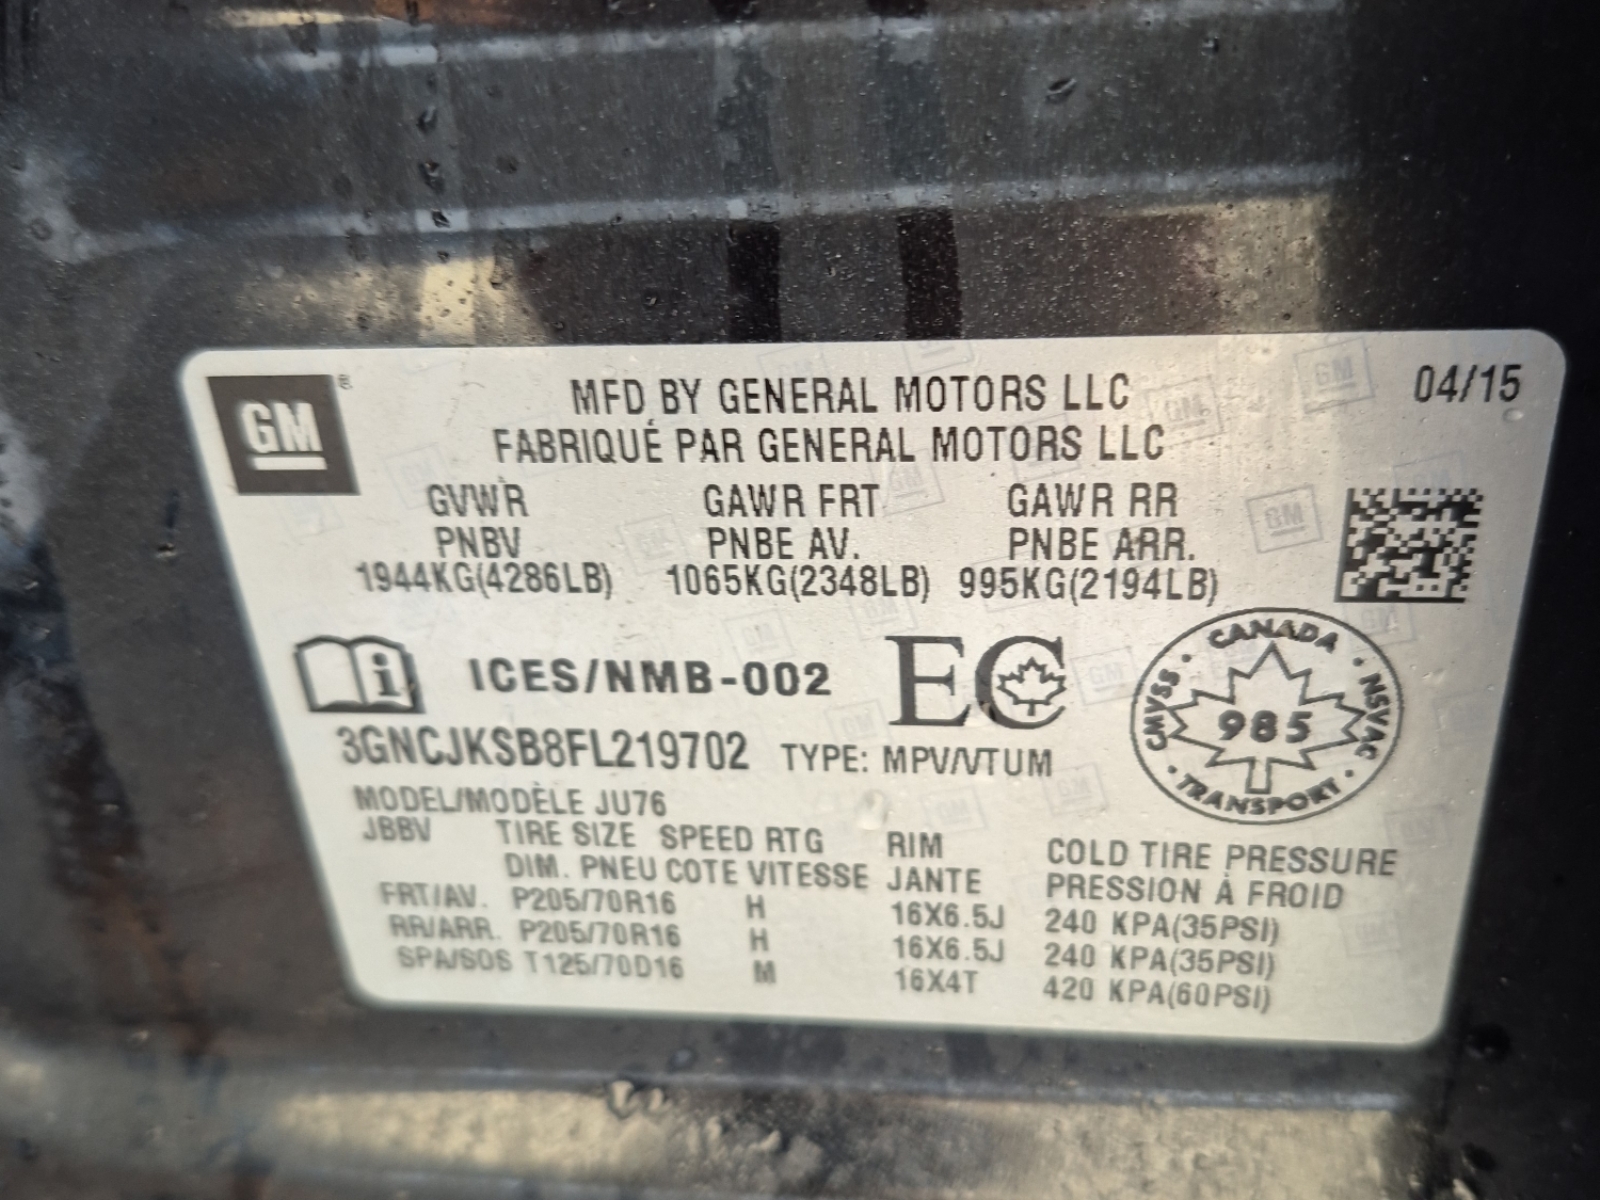 GM ®
MFD BY GENERAL MOTORS LLC 04/15
FABRIQUÉ PAR GENERAL MOTORS LLC
GVWR GAWR FRT GAWR RR
PNBV PNBE AV. PNBE ARR.
1944KG(4286LB) 1065KG(2348LB) 995KG(2194LB)
i ICES/NMB-002 EC
CANADA
CMVSS · NSVAC
985
TRANSPORT
3GNCJKSB8FL219702 TYPE: MPV/VTUM
MODEL/MODÈLE JU76
JBBV TIRE SIZE SPEED RTG RIM COLD TIRE PRESSURE
DIM. PNEU COTE VITESSE JANTE PRESSION À FROID
FRT/AV. P205/70R16 H 16X6.5J 240 KPA(35PSI)
RR/ARR. P205/70R16 H 16X6.5J 240 KPA(35PSI)
SPA/SOS T125/70D16 M 16X4T 420 KPA(60PSI)